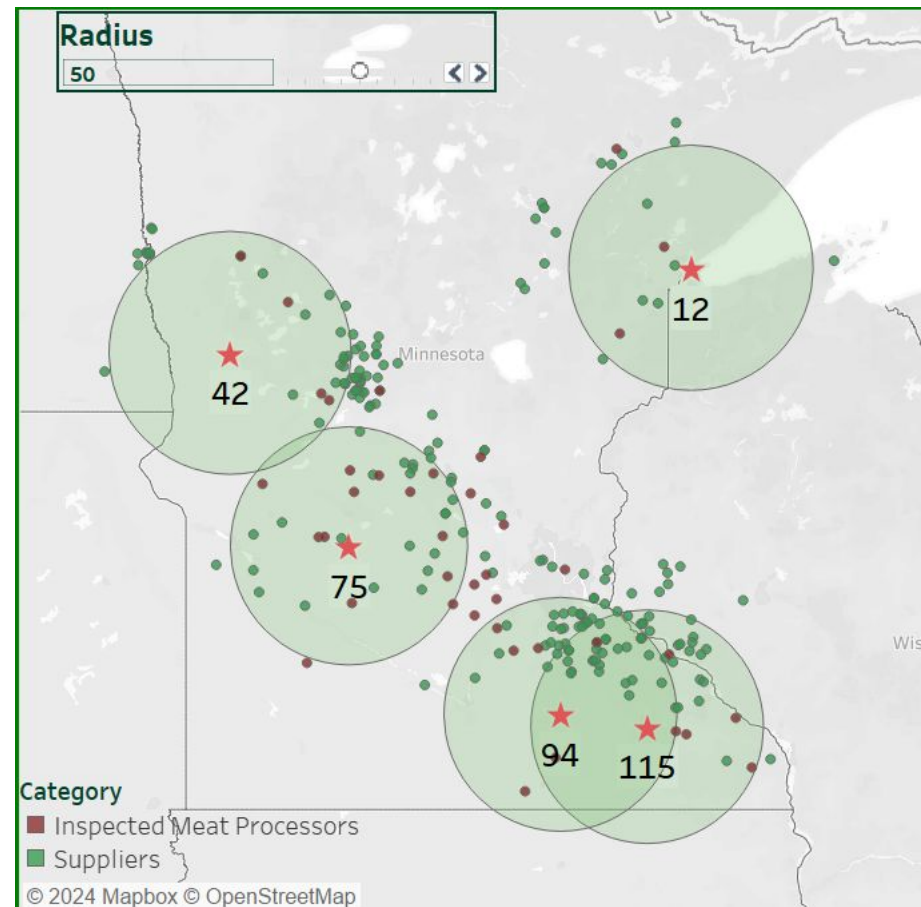 Radius
50
Minnesota
12
42
75
94
115
Wis
Category
Inspected Meat Processors
Suppliers
© 2024 Mapbox © OpenStreetMap